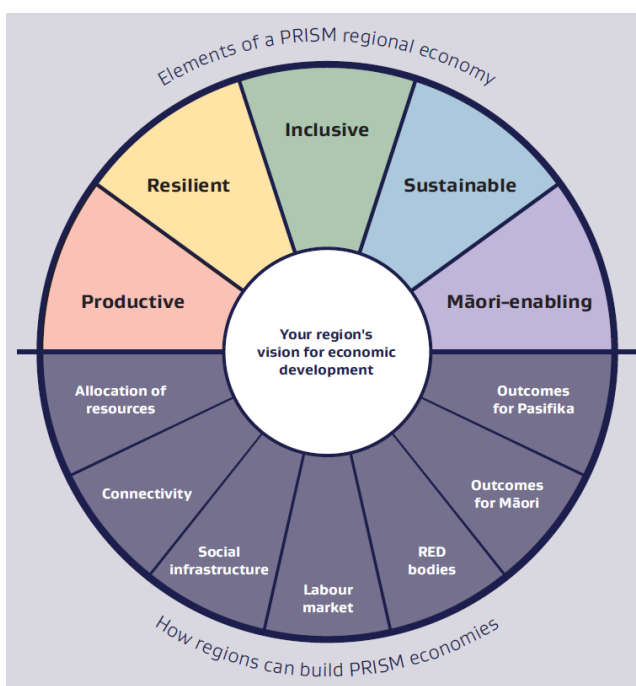 Elements of a PRISM regional economy
Productive
Resilient
Inclusive
Sustainable
Māori-enabling
Your region's
vision for economic
development
Allocation of
resources
Connectivity
Social
infrastructure
Labour
market
RED
bodies
Outcomes
for Māori
Outcomes
for Pasifika
How regions can build PRISM economies